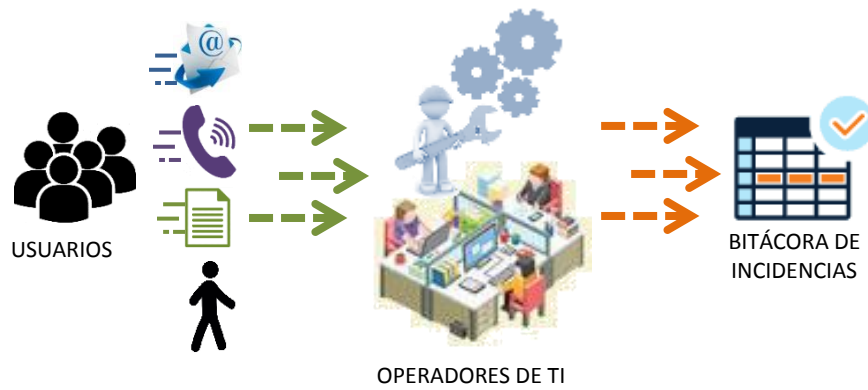 @
USUARIOS
BITÁCORA DE
INCIDENCIAS
OPERADORES DE TI